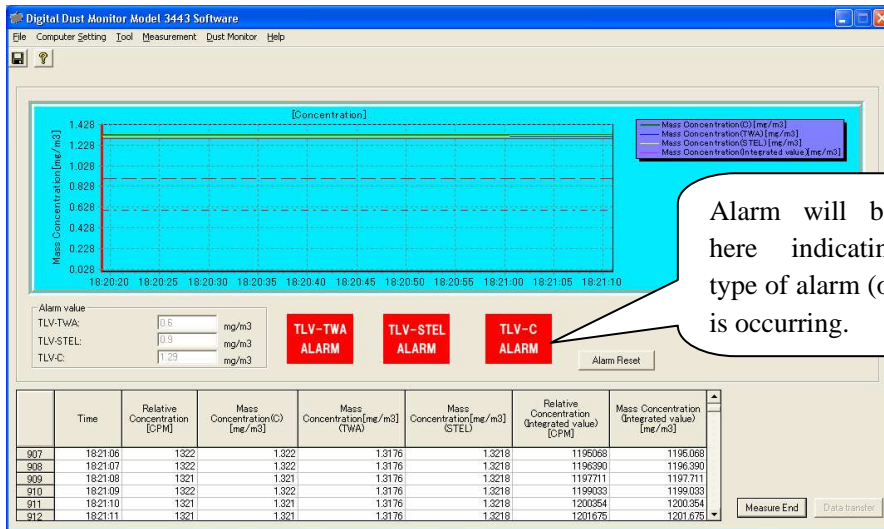 Digital Dust Monitor Model 3443 Software
File Computer Setting Tool Measurement Dust Monitor Help
[Concentration]
Mass Concentration[mg/m3]
1.428
1.228
1.028
0.828
0.628
0.428
0.228
0.028
18:20:20 18:20:25 18:20:30 18:20:35 18:20:40 18:20:45 18:20:50 18:20:55 18:21:00 18:21:05 18:21:10
Mass Concentration(C)[mg/m3]
Mass Concentration(TWA)[mg/m3]
Mass Concentration(STEL)[mg/m3]
Mass Concentration(Integrated value)[mg/m3]
Alarm will b
here indicatin
type of alarm (o
is occurring.
Alarm value
TLV-TWA: 0.6 mg/m3
TLV-STEL: 0.9 mg/m3
TLV-C: 1.29 mg/m3
TLV-TWA
ALARM
TLV-STEL
ALARM
TLV-C
ALARM
Alarm Reset
Time
Relative
Concentration
[CPM]
Mass
Concentration(C)
[mg/m3]
Mass
Concentration[mg/m3]
(TWA)
Mass
Concentration[mg/m3]
(STEL)
Relative
Concentration
(Integrated value)
[CPM]
Mass Concentration
(Integrated value)
[mg/m3]
907 18:21:06 1322 1.322 1.3176 1.3218 1195068 1195.068
908 18:21:07 1322 1.322 1.3176 1.3218 1196390 1196.390
909 18:21:08 1321 1.321 1.3176 1.3218 1197711 1197.711
910 18:21:09 1322 1.322 1.3176 1.3218 1199033 1199.033
911 18:21:10 1321 1.321 1.3176 1.3218 1200354 1200.354
912 18:21:11 1321 1.321 1.3176 1.3218 1201675 1201.675
Measure End
Data transfer